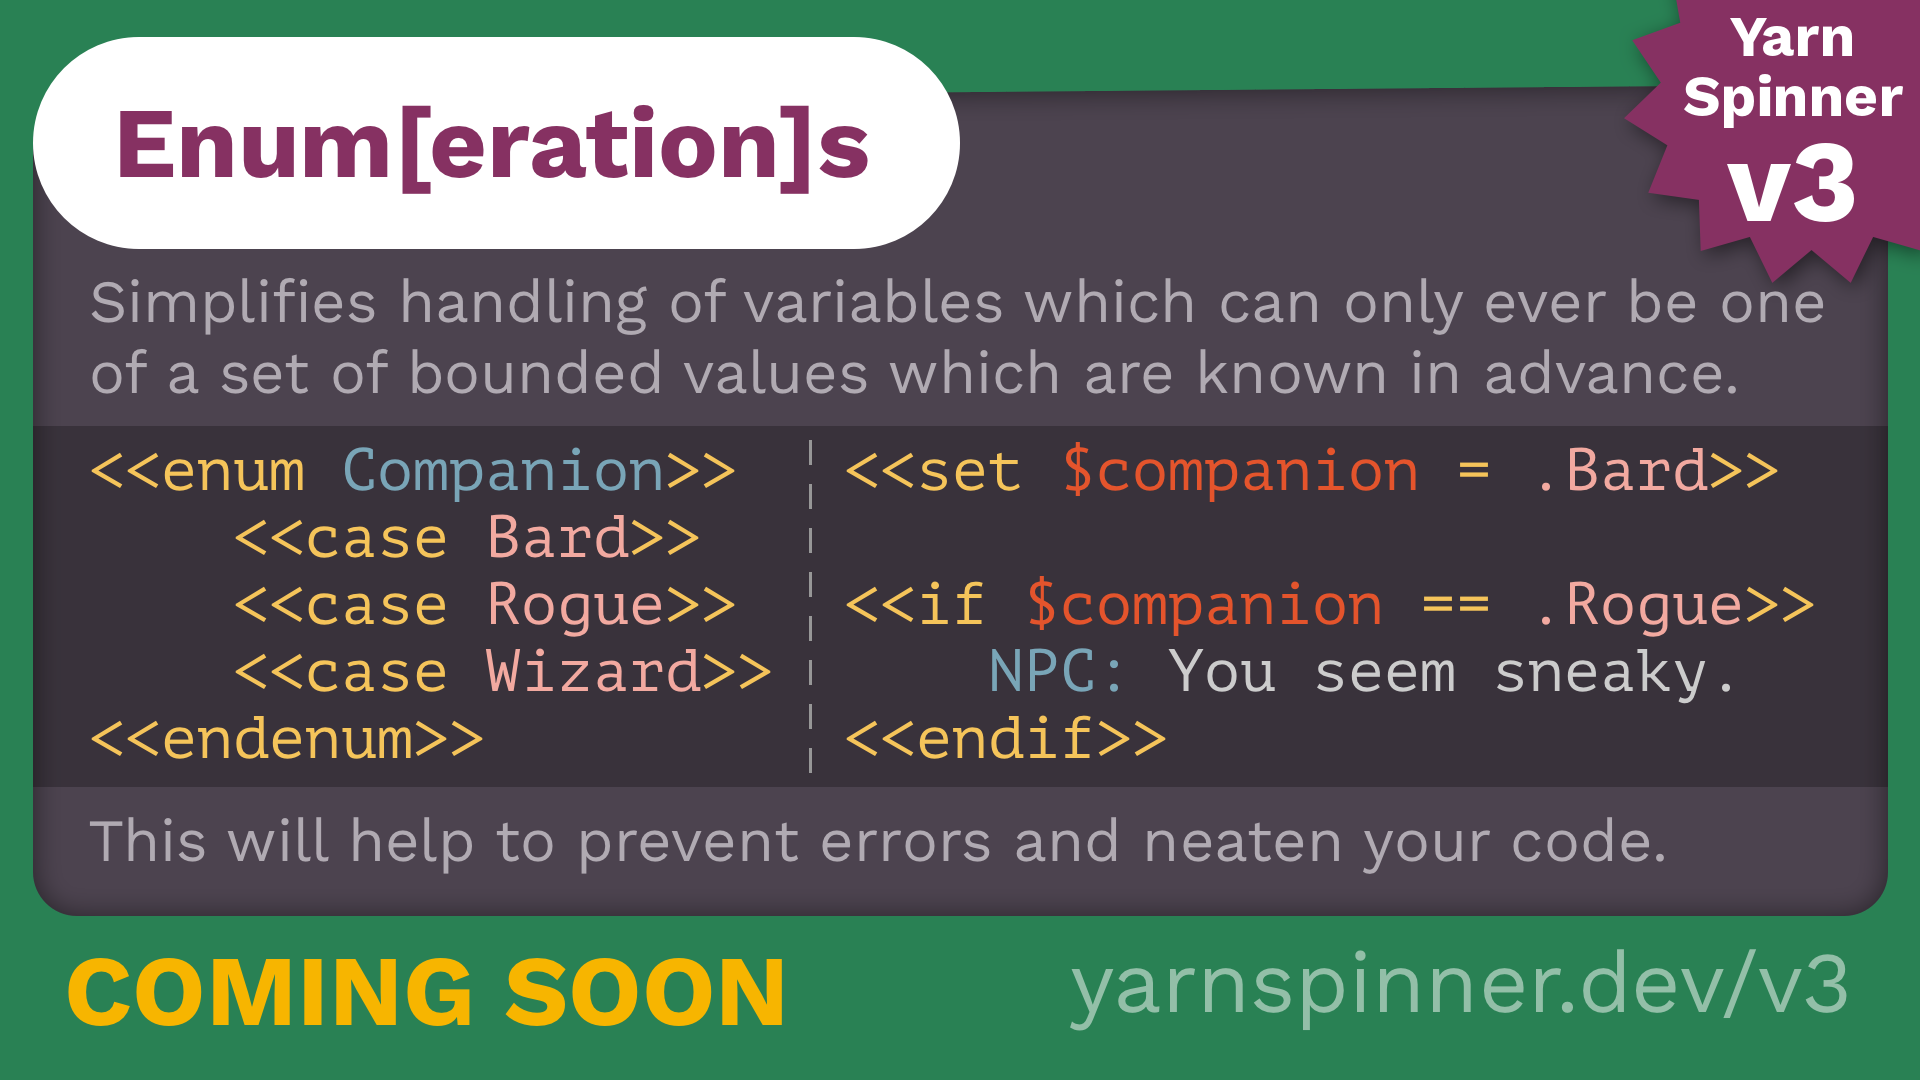 Enum[eration]s
Yarn
Spinner
v3
Simplifies handling of variables which can only ever be one
of a set of bounded values which are known in advance.
<<enum Companion>>
    <<case Bard>>
    <<case Rogue>>
    <<case Wizard>>
<<endenum>>
<<set $companion = .Bard>>
<<if $companion == .Rogue>>
    NPC: You seem sneaky.
<<endif>>
This will help to prevent errors and neaten your code.
COMING SOON
yarnspinner.dev/v3